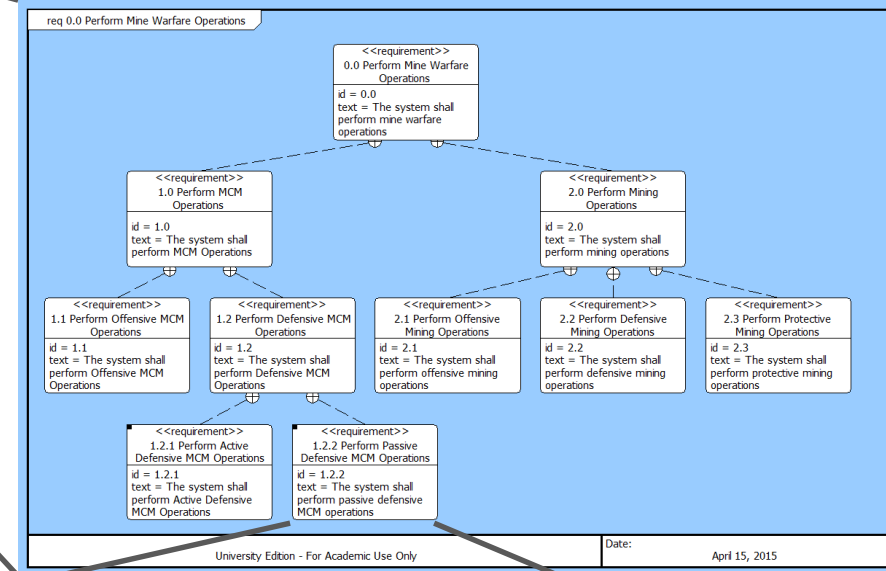 req 0.0 Perform Mine Warfare Operations
<<requirement>>
0.0 Perform Mine Warfare
Operations
id = 0.0
text = The system shall
perform mine warfare
operations
<<requirement>>
1.0 Perform MCM
Operations
id = 1.0
text = The system shall
perform MCM Operations
<<requirement>>
2.0 Perform Mining
Operations
id = 2.0
text = The system shall
perform mining operations
<<requirement>>
1.1 Perform Offensive MCM
Operations
id = 1.1
text = The system shall
perform Offensive MCM
Operations
<<requirement>>
1.2 Perform Defensive MCM
Operations
id = 1.2
text = The system shall
perform Defensive MCM
Operations
<<requirement>>
2.1 Perform Offensive
Mining Operations
id = 2.1
text = The system shall
perform offensive mining
operations
<<requirement>>
2.2 Perform Defensive
Mining Operations
id = 2.2
text = The system shall
perform defensive mining
operations
<<requirement>>
2.3 Perform Protective
Mining Operations
id = 2.3
text = The system shall
perform protective mining
operations
<<requirement>>
1.2.1 Perform Active
Defensive MCM Operations
id = 1.2.1
text = The system shall
perform Active Defensive
MCM Operations
<<requirement>>
1.2.2 Perform Passive
Defensive MCM Operations
id = 1.2.2
text = The system shall
perform passive defensive
MCM operations
University Edition - For Academic Use Only
Date:
April 15, 2015